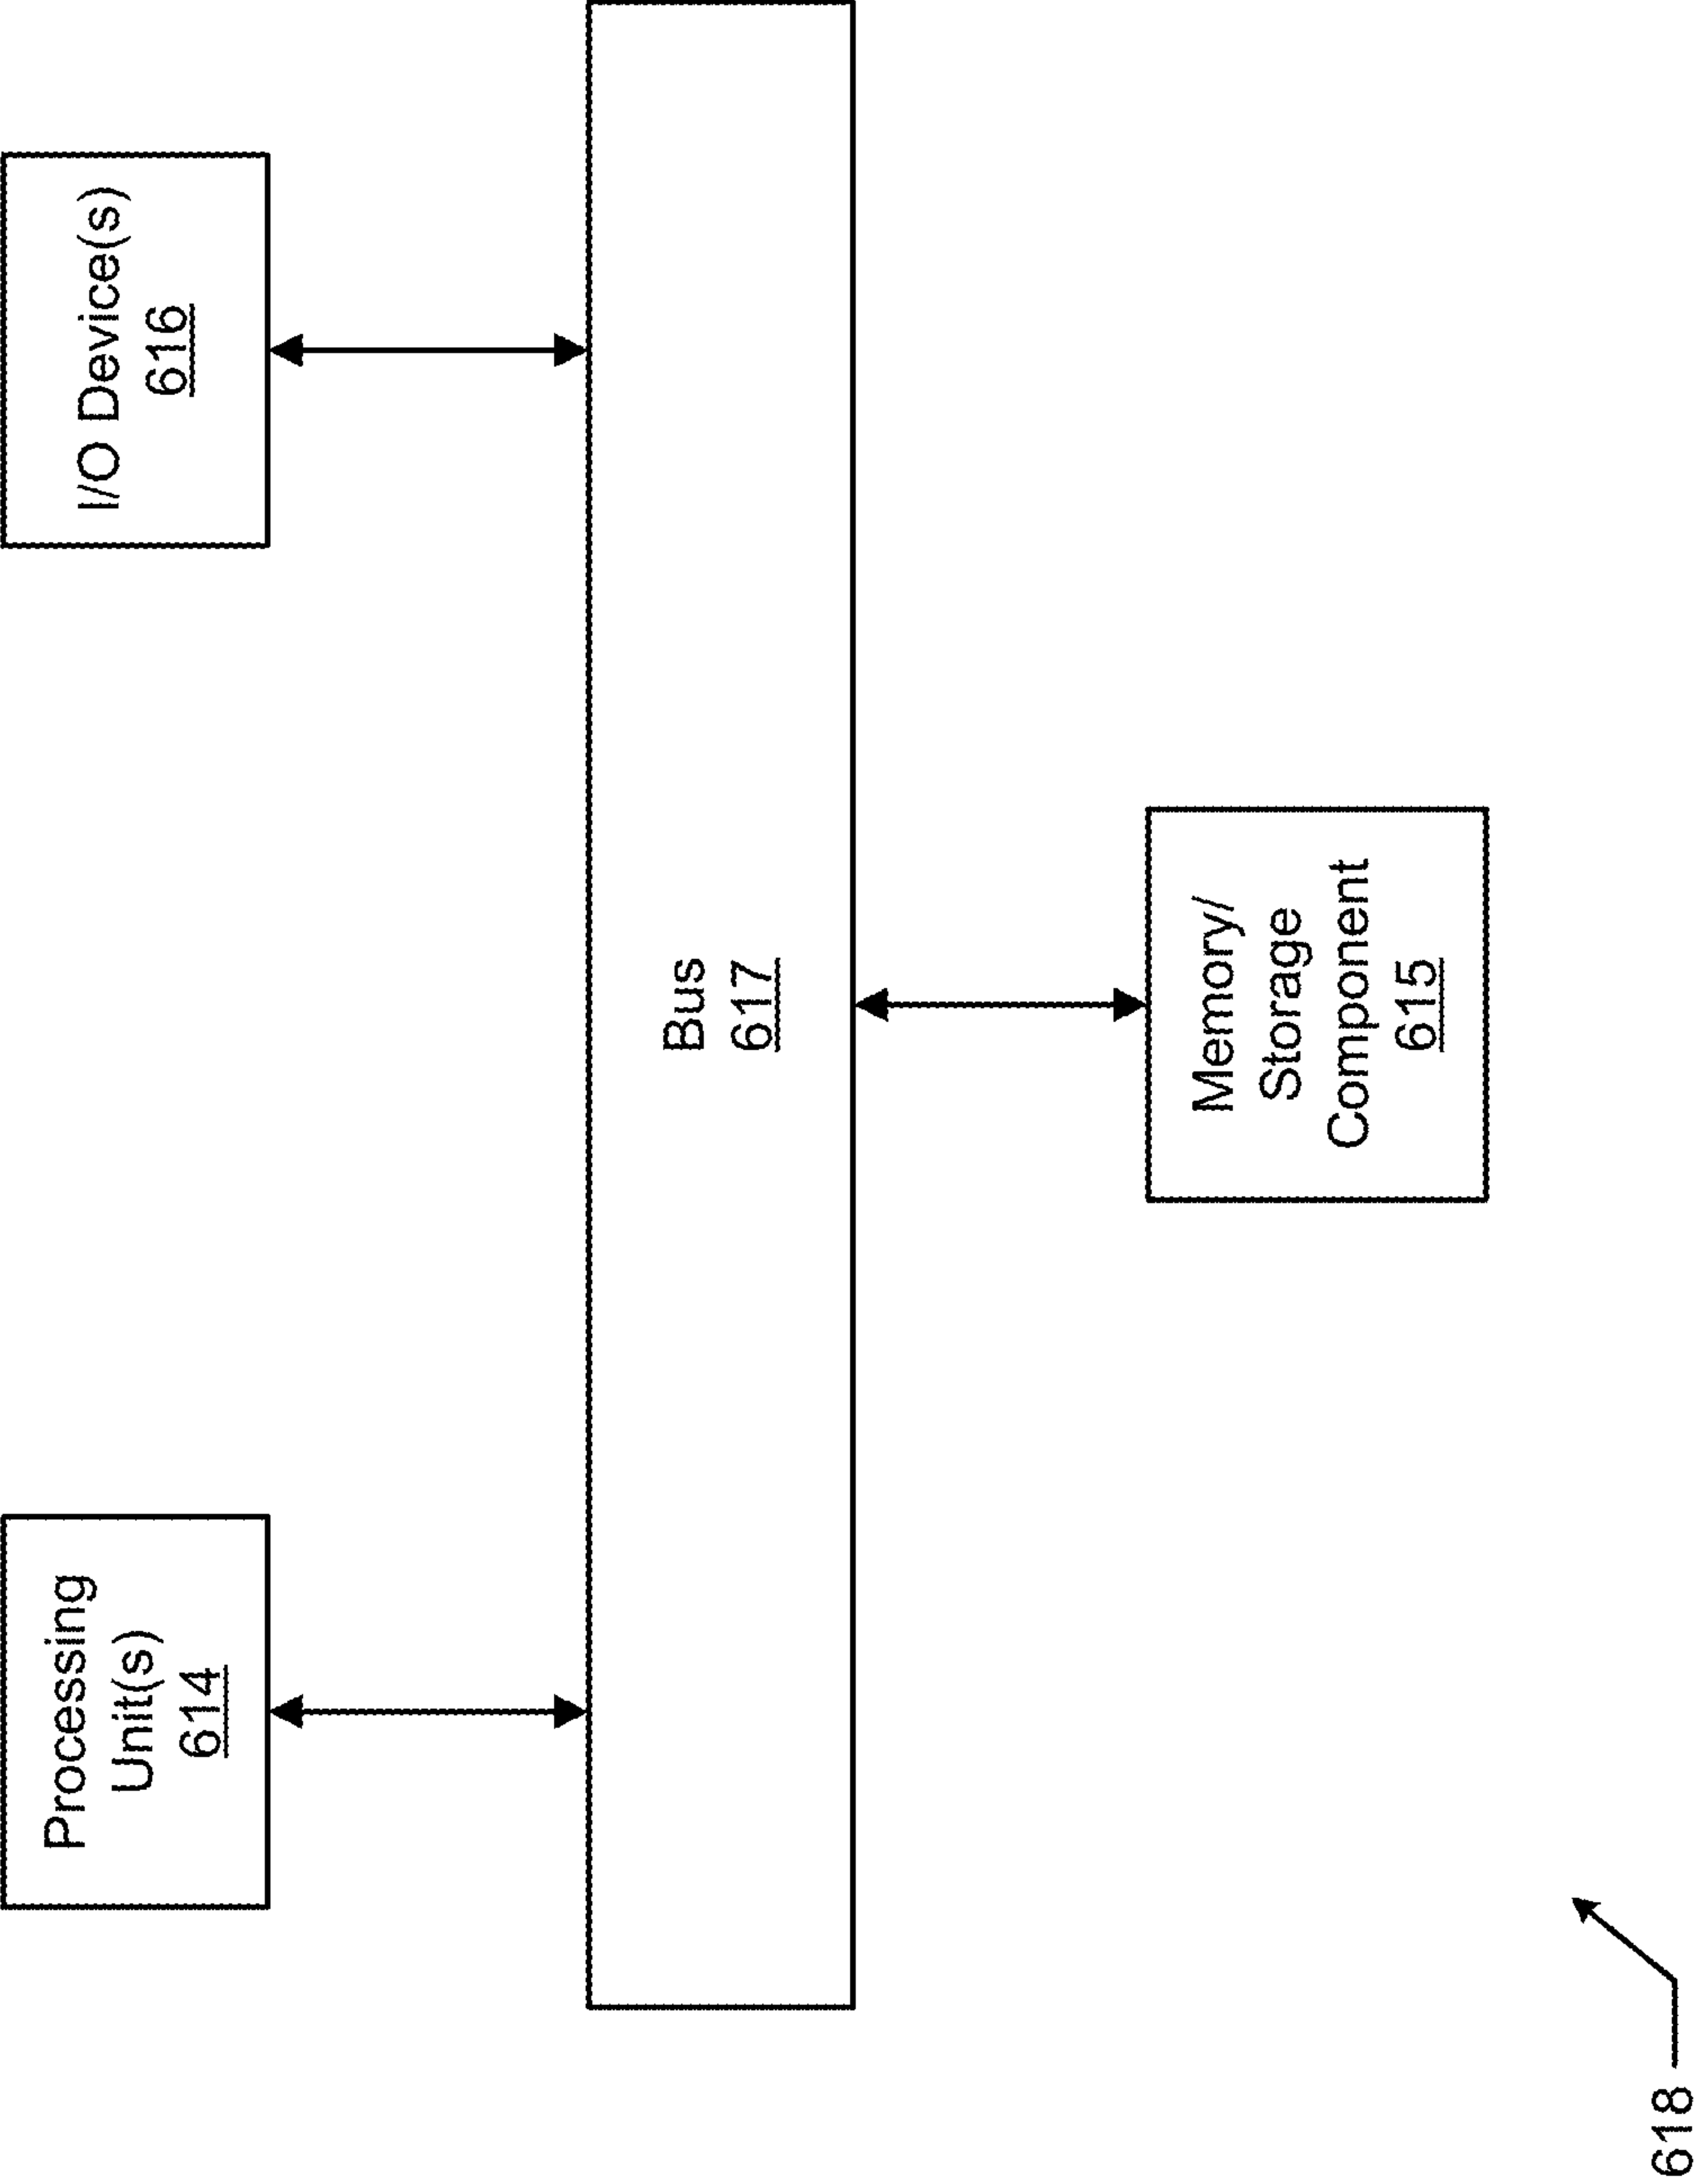 Processing
Unit(s)
614
I/O Device(s)
616
Bus
617
Memory/
Storage
Component
615
618